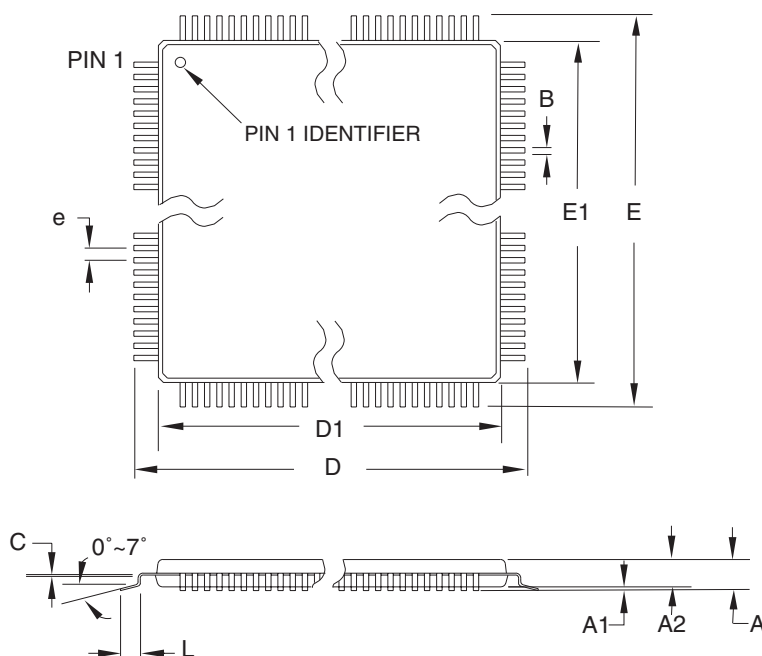 PIN 1
B
PIN 1 IDENTIFIER
e
E1
E
D1
D
C
0°~7°
A1
A2
A
L